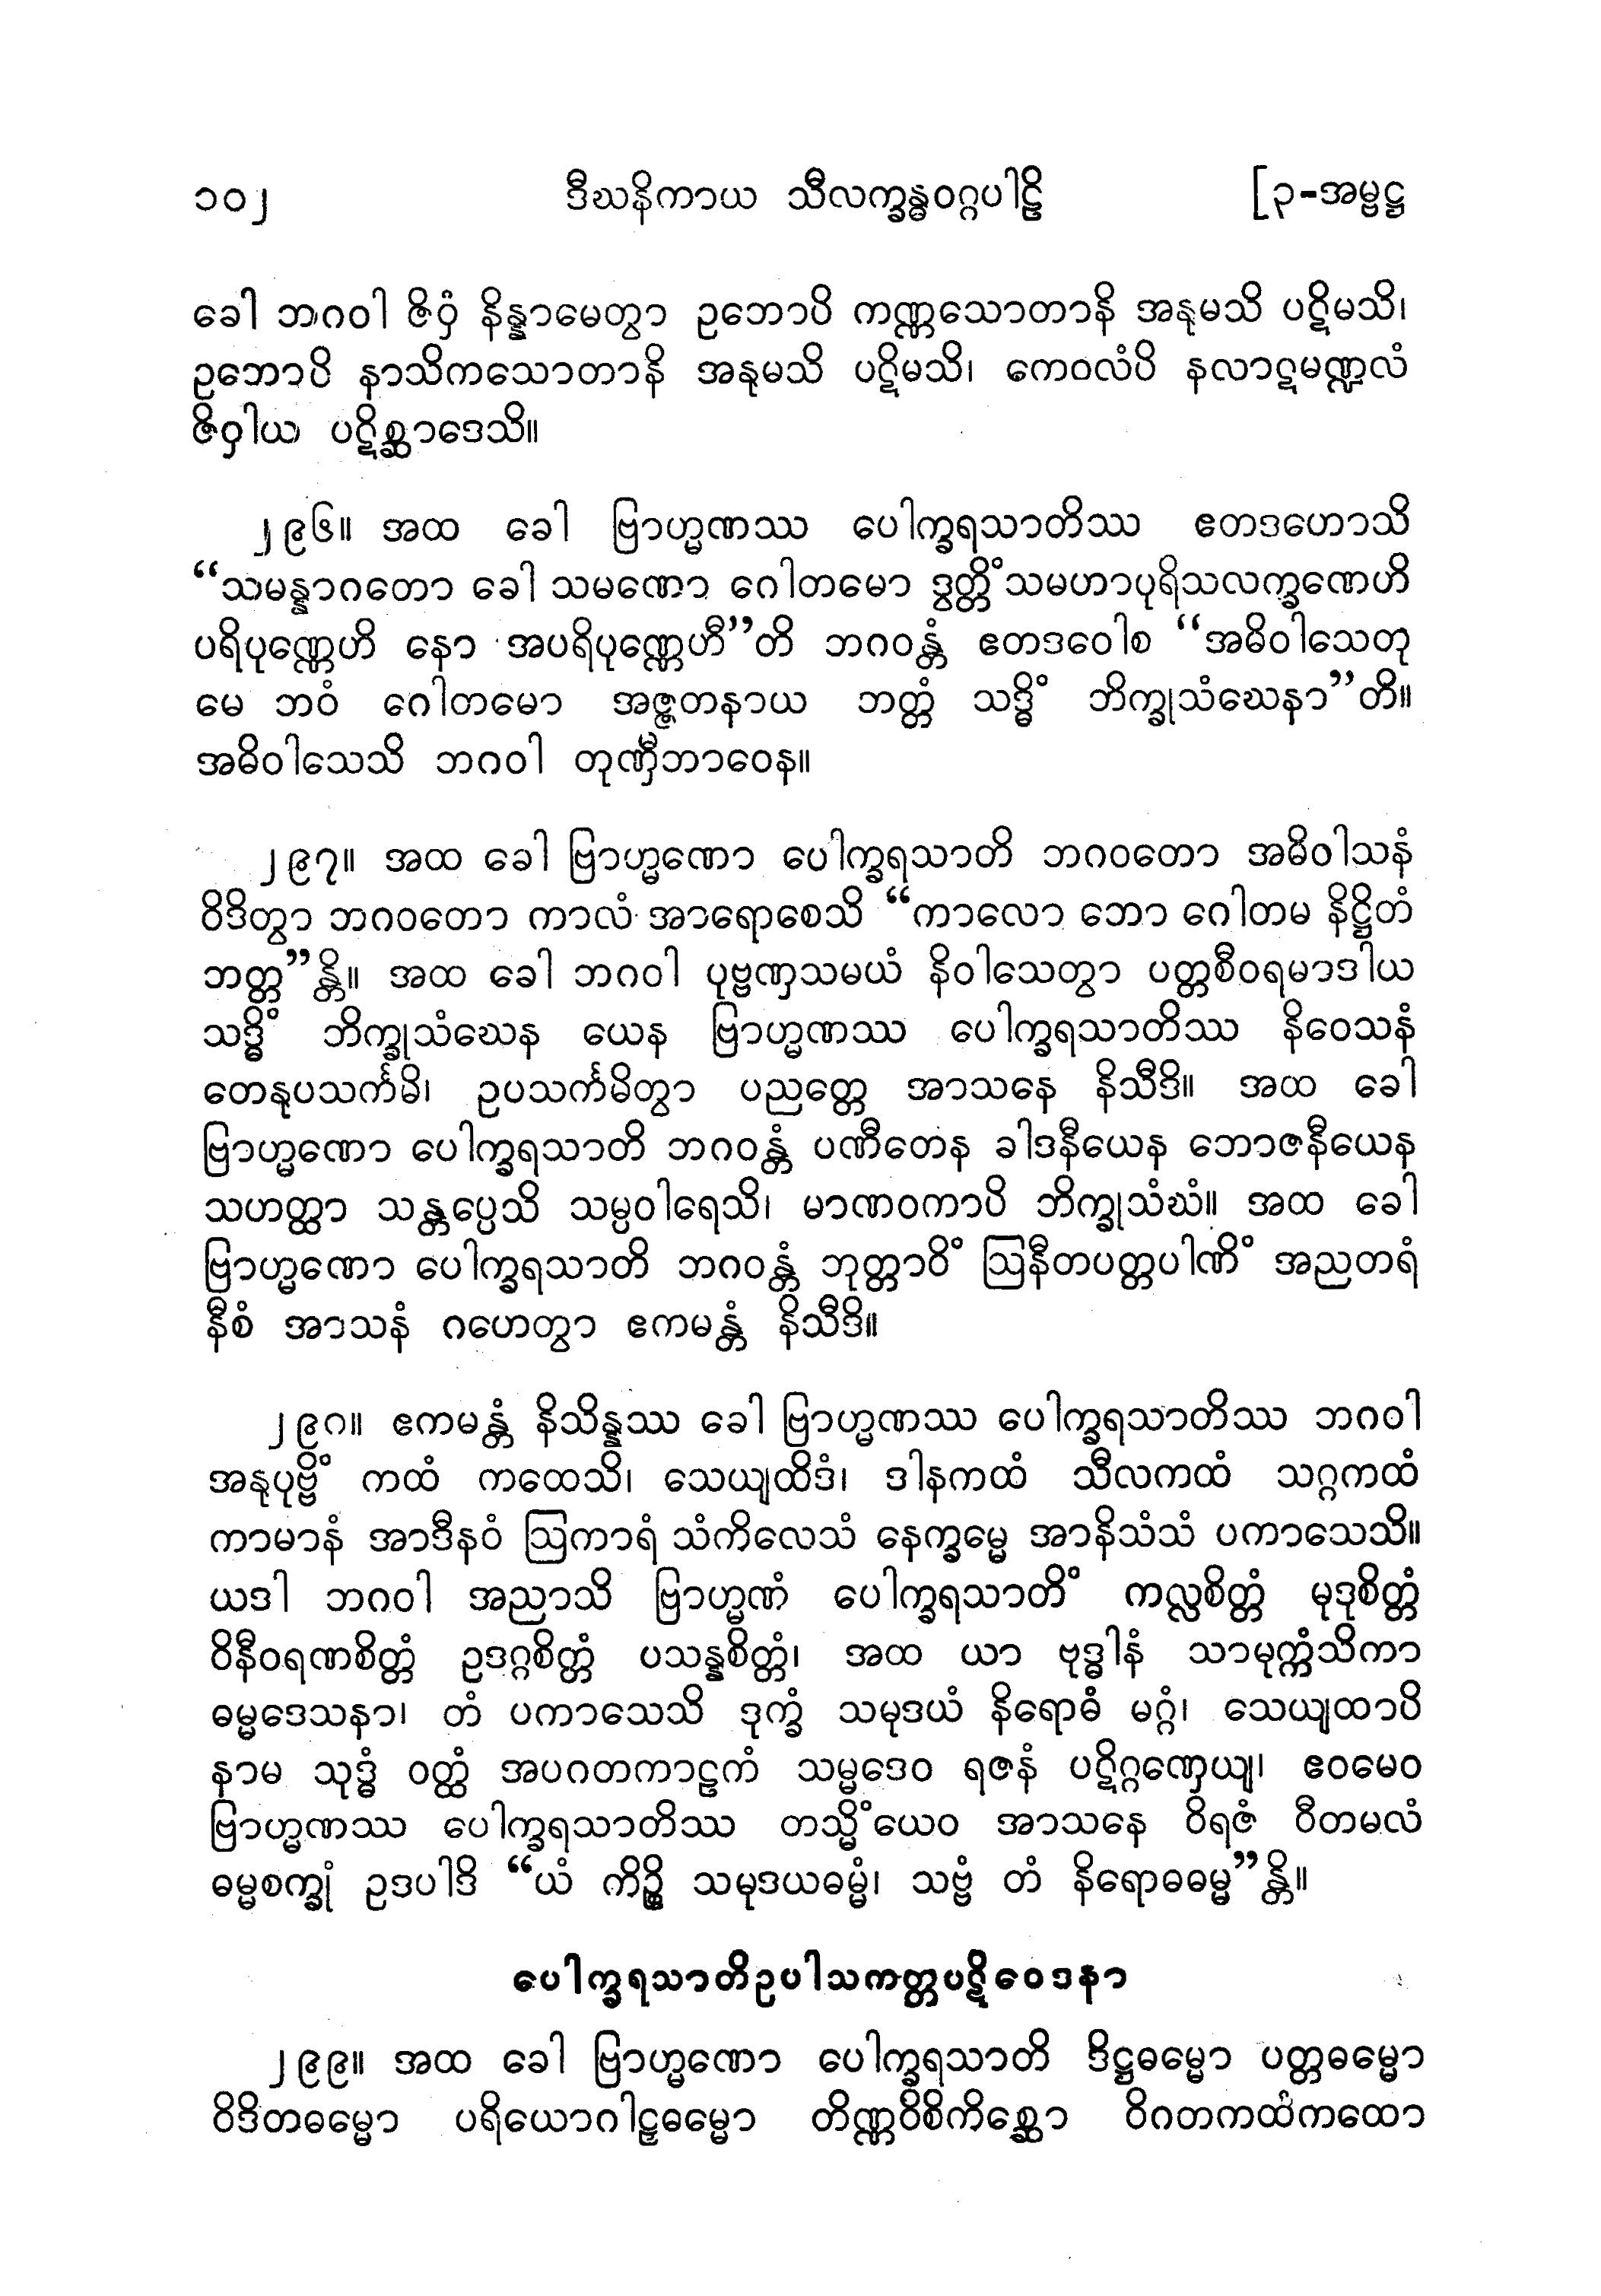 ၁၀၂ ဒီဃနိကာယ သီလက္ခန္ဓဝဂ္ဂပါဠိ [၃-အမ္ဗဋ္ဌ
ခေါ ဘဂဝါ ဇိဝှံ နိန္နာမေတွာ ဥဘောပိ ကဏ္ဏသောတာနိ အနုမသိ ပဋိမသိ၊
ဥဘောပိ နာသိကသောတာနိ အနုမသိ ပဋိမသိ၊ ကေဝလံပိ နလာဋမဏ္ဍလံ
ဇိဝှါယ ပဋိစ္ဆာဒေသိ။
၂၉၆။ အထ ခေါ ဗြာဟ္မဏဿ ပေါက္ခရသာတိဿ ဧတဒဟောသိ
“သမန္နာဂတော ခေါ သမဏော ဂေါတမော ဒွတ္တိံသမဟာပုရိသလက္ခဏေဟိ
ပရိပုဏ္ဏေဟိ နော အပရိပုဏ္ဏေဟီ”တိ ဘဂဝန္တံ ဧတဒဝေါစ “အဓိဝါသေတု
မေ ဘဝံ ဂေါတမော အဇ္ဇတနာယ ဘတ္တံ သဒ္ဓိံ ဘိက္ခုသံဃေနာ”တိ။
အဓိဝါသေသိ ဘဂဝါ တုဏှီဘာဝေန။
၂၉၇။ အထ ခေါ ဗြာဟ္မဏော ပေါက္ခရသာတိ ဘဂဝတော အဓိဝါသနံ
ဝိဒိတွာ ဘဂဝတော ကာလံ အာရောစေသိ “ကာလော ဘော ဂေါတမ နိဋ္ဌိတံ
ဘတ္တ”န္တိ။ အထ ခေါ ဘဂဝါ ပုဗ္ဗဏှသမယံ နိဝါသေတွာ ပတ္တစီဝရမာဒါယ
သဒ္ဓိံ ဘိက္ခုသံဃေန ယေန ဗြာဟ္မဏဿ ပေါက္ခရသာတိဿ နိဝေသနံ
တေနုပသင်္ကမိ၊ ဥပသင်္ကမိတွာ ပညတ္တေ အာသနေ နိသီဒိ။ အထ ခေါ
ဗြာဟ္မဏော ပေါက္ခရသာတိ ဘဂဝန္တံ ပဏီတေန ခါဒနီယေန ဘောဇနီယေန
သဟတ္ထာ သန္တပ္ပေသိ သမ္ပဝါရေသိ၊ မာဏဝကာပိ ဘိက္ခုသံဃံ။ အထ ခေါ
ဗြာဟ္မဏော ပေါက္ခရသာတိ ဘဂဝန္တံ ဘုတ္တာဝိံ ဩနီတပတ္တပါဏိံ အညတရံ
နီစံ အာသနံ ဂဟေတွာ ဧကမန္တံ နိသီဒိ။
၂၉၈။ ဧကမန္တံ နိသိန္နဿ ခေါ ဗြာဟ္မဏဿ ပေါက္ခရသာတိဿ ဘဂဝါ
အနုပုဗ္ဗိံ ကထံ ကထေသိ၊ သေယျထိဒံ၊ ဒါနကထံ သီလကထံ သဂ္ဂကထံ
ကာမာနံ အာဒီနဝံ ဩကာရံ သံကိလေသံ နေက္ခမ္မေ အာနိသံသံ ပကာသေသိ။
ယဒါ ဘဂဝါ အညာသိ ဗြာဟ္မဏံ ပေါက္ခရသာတိံ ကလ္လစိတ္တံ မုဒုစိတ္တံ
ဝိနီဝရဏစိတ္တံ ဥဒဂ္ဂစိတ္တံ ပသန္နစိတ္တံ၊ အထ ယာ ဗုဒ္ဓါနံ သာမုက္ကံသိကာ
ဓမ္မဒေသနာ၊ တံ ပကာသေသိ ဒုက္ခံ သမုဒယံ နိရောဓံ မဂ္ဂံ၊ သေယျထာပိ
နာမ သုဒ္ဓံ ဝတ္ထံ အပဂတကာဠကံ သမ္မဒေဝ ရဇနံ ပဋိဂ္ဂဏှေယျ၊ ဧဝမေဝ
ဗြာဟ္မဏဿ ပေါက္ခရသာတိဿ တသ္မိံယေဝ အာသနေ ဝိရဇံ ဝီတမလံ
ဓမ္မစက္ခုံ ဥဒပါဒိ “ယံ ကိဉ္စိ သမုဒယဓမ္မံ၊ သဗ္ဗံ တံ နိရောဓဓမ္မ”န္တိ။
ပေါက္ခရသာတိဥပါသကတ္တပဋိဝေဒနာ
၂၉၉။ အထ ခေါ ဗြာဟ္မဏော ပေါက္ခရသာတိ ဒိဋ္ဌဓမ္မော ပတ္တဓမ္မော
ဝိဒိတဓမ္မော ပရိယောဂါဠှဓမ္မော တိဏ္ဏဝိစိကိစ္ဆော ဝိဂတကထံကထော